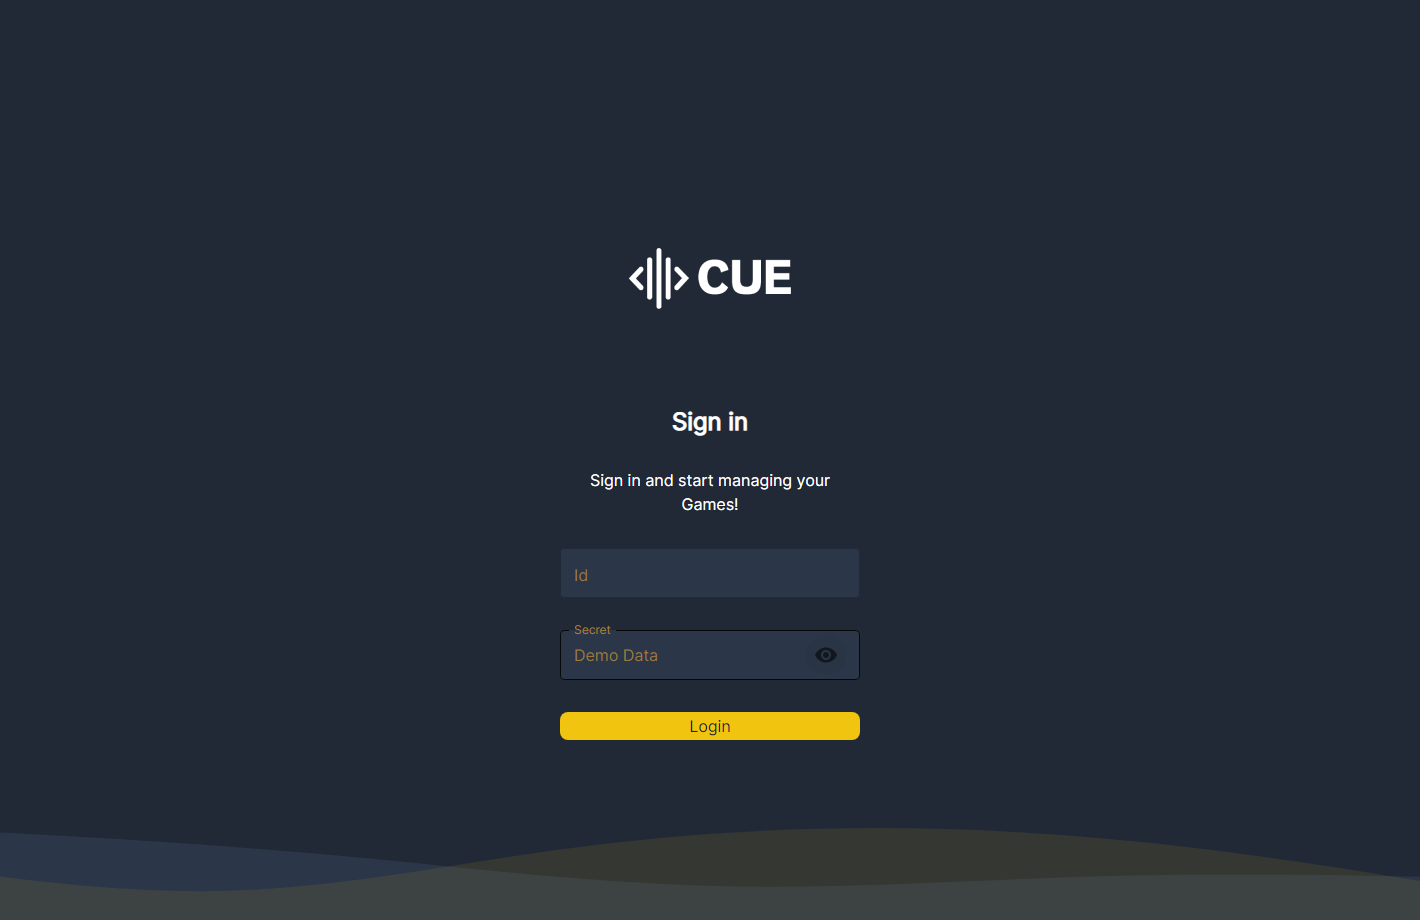 CUE
Sign in
Sign in and start managing your
Games!
Id
Secret
Demo Data
Login